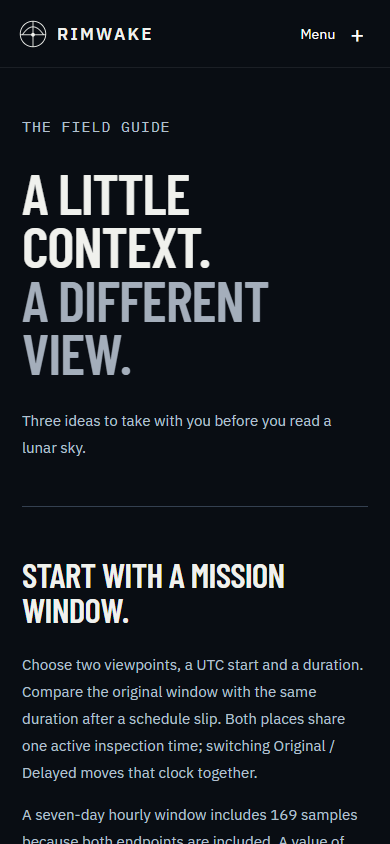 RIMWAKE
Menu +
THE FIELD GUIDE
A LITTLE
CONTEXT.
A DIFFERENT
VIEW.
Three ideas to take with you before you read a
lunar sky.
START WITH A MISSION
WINDOW.
Choose two viewpoints, a UTC start and a duration.
Compare the original window with the same
duration after a schedule slip. Both places share
one active inspection time; switching Original /
Delayed moves that clock together.
A seven-day hourly window includes 169 samples
because both endpoints are included. A value of